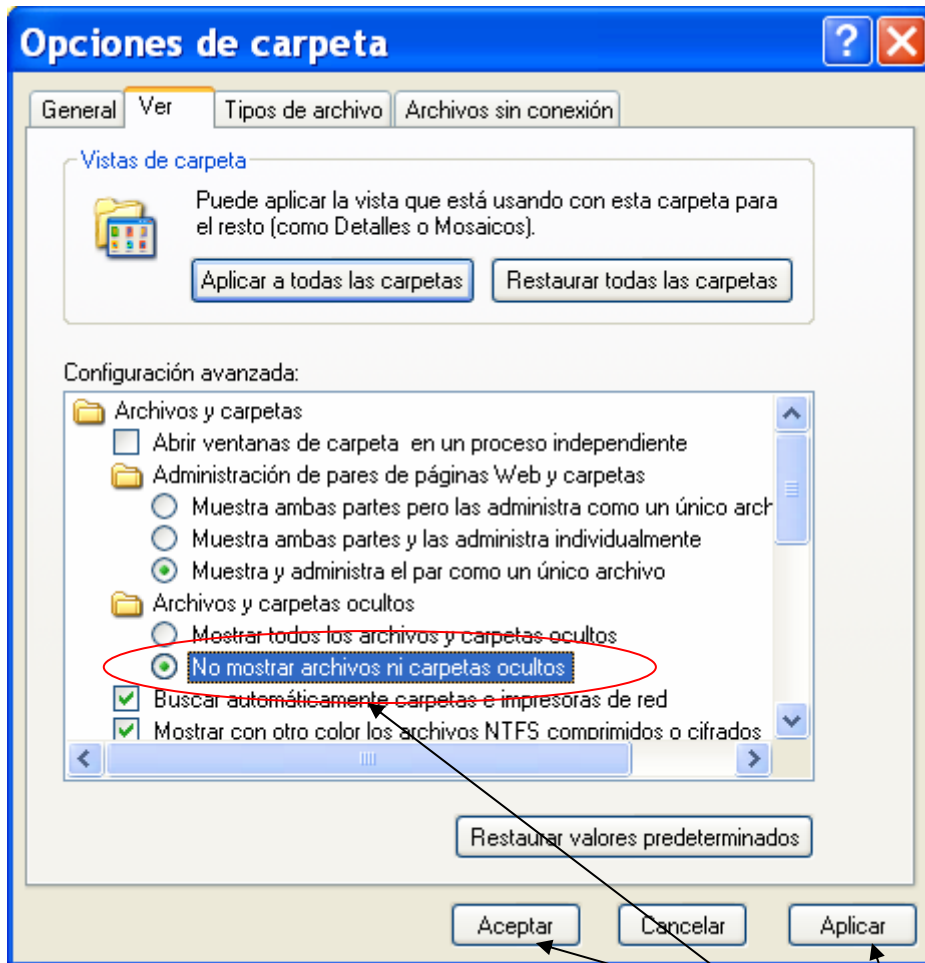 Opciones de carpeta
General Ver Tipos de archivo Archivos sin conexión
Vistas de carpeta
Puede aplicar la vista que está usando con esta carpeta para
el resto (como Detalles o Mosaicos).
Aplicar a todas las carpetas Restaurar todas las carpetas
Configuración avanzada:
Archivos y carpetas
Abrir ventanas de carpeta en un proceso independiente
Administración de pares de páginas Web y carpetas
Muestra ambas partes pero las administra como un único arch
Muestra ambas partes y las administra individualmente
Muestra y administra el par como un único archivo
Archivos y carpetas ocultos
Mostrar todos los archivos y carpetas ocultos
No mostrar archivos ni carpetas ocultos
Buscar automáticamente carpetas e impresoras de red
Mostrar con otro color los archivos NTFS comprimidos o cifrados
Restaurar valores predeterminados
Aceptar Cancelar Aplicar